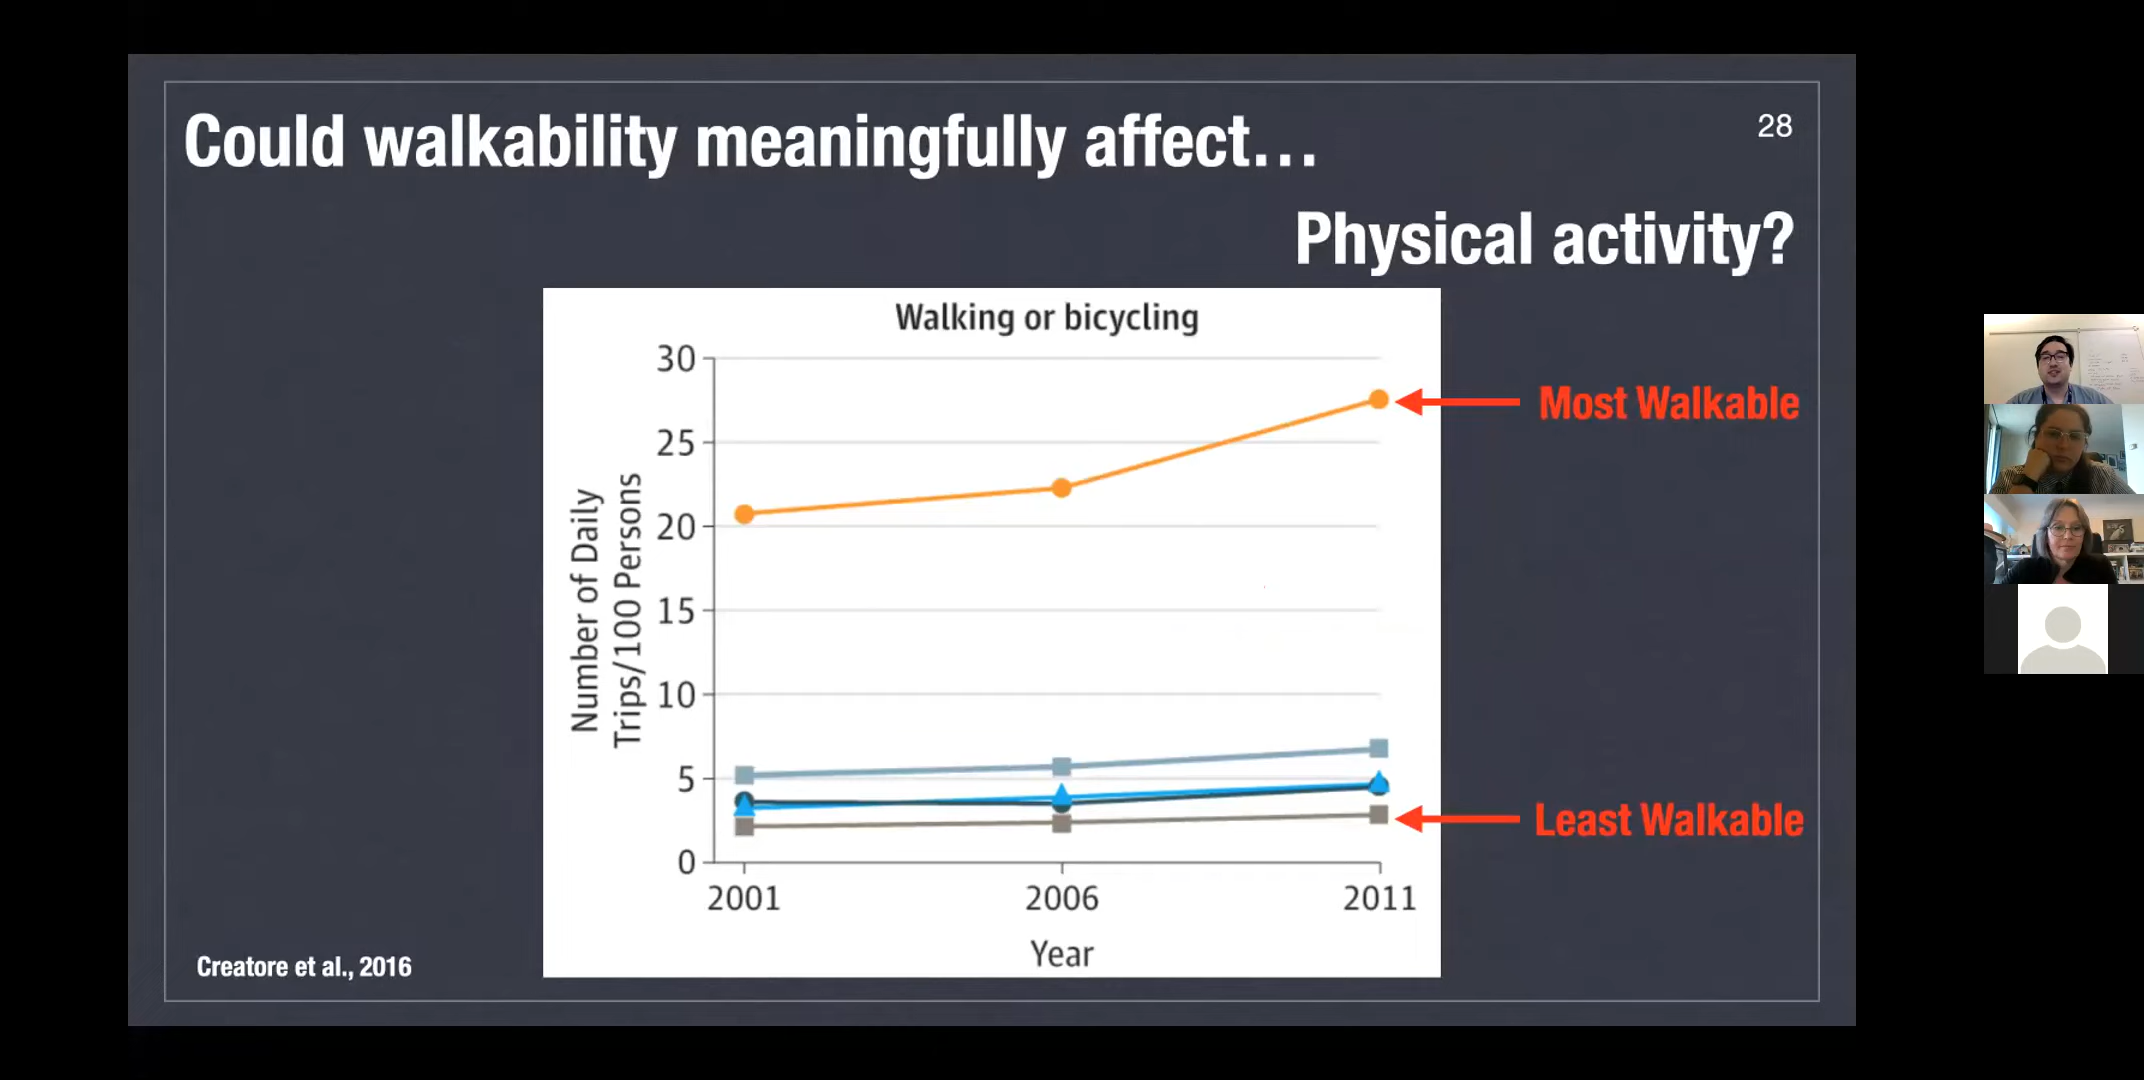 Could walkability meaningfully affect…
28
Physical activity?
Walking or bicycling
30
25
20
15
10
5
0
Number of Daily
Trips/100 Persons
2001 2006 2011
Year
Most Walkable
Least Walkable
Creatore et al., 2016